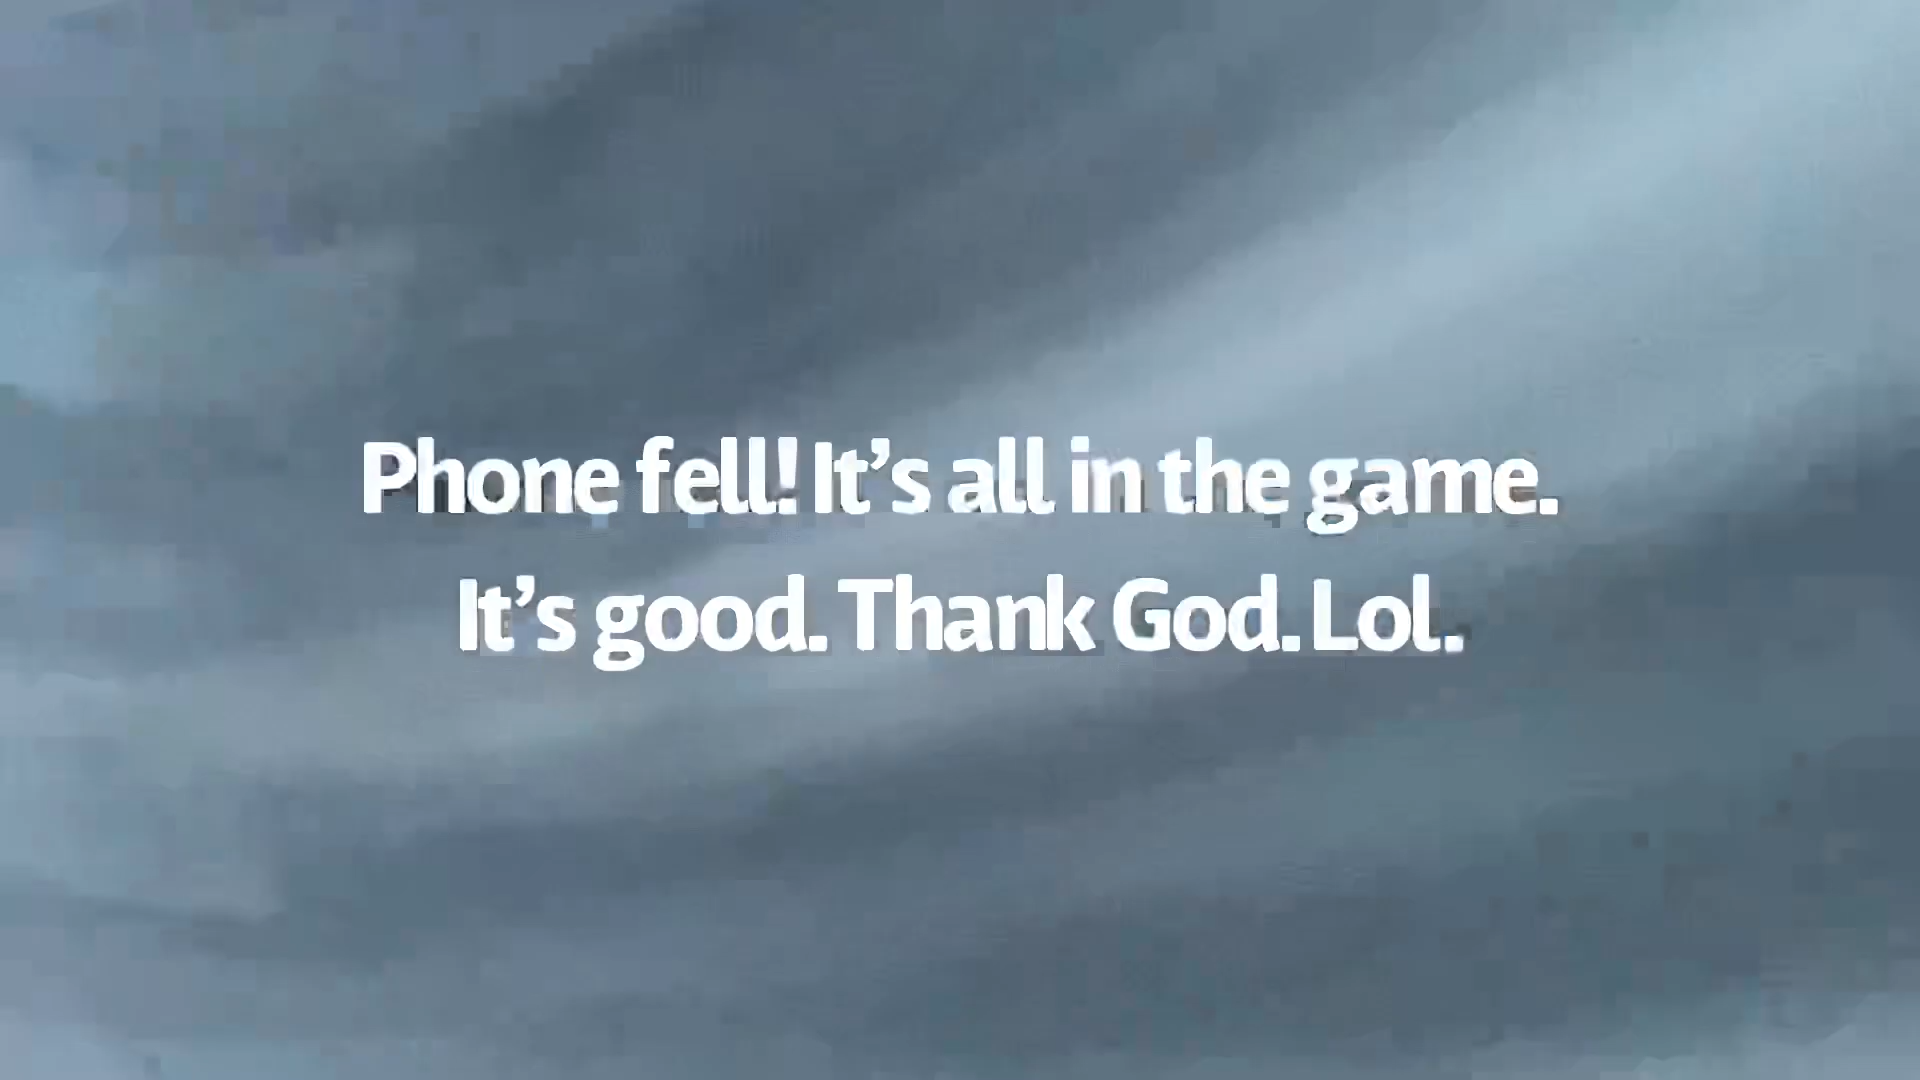 Phone fell! It’s all in the game.
It’s good. Thank God. Lol.